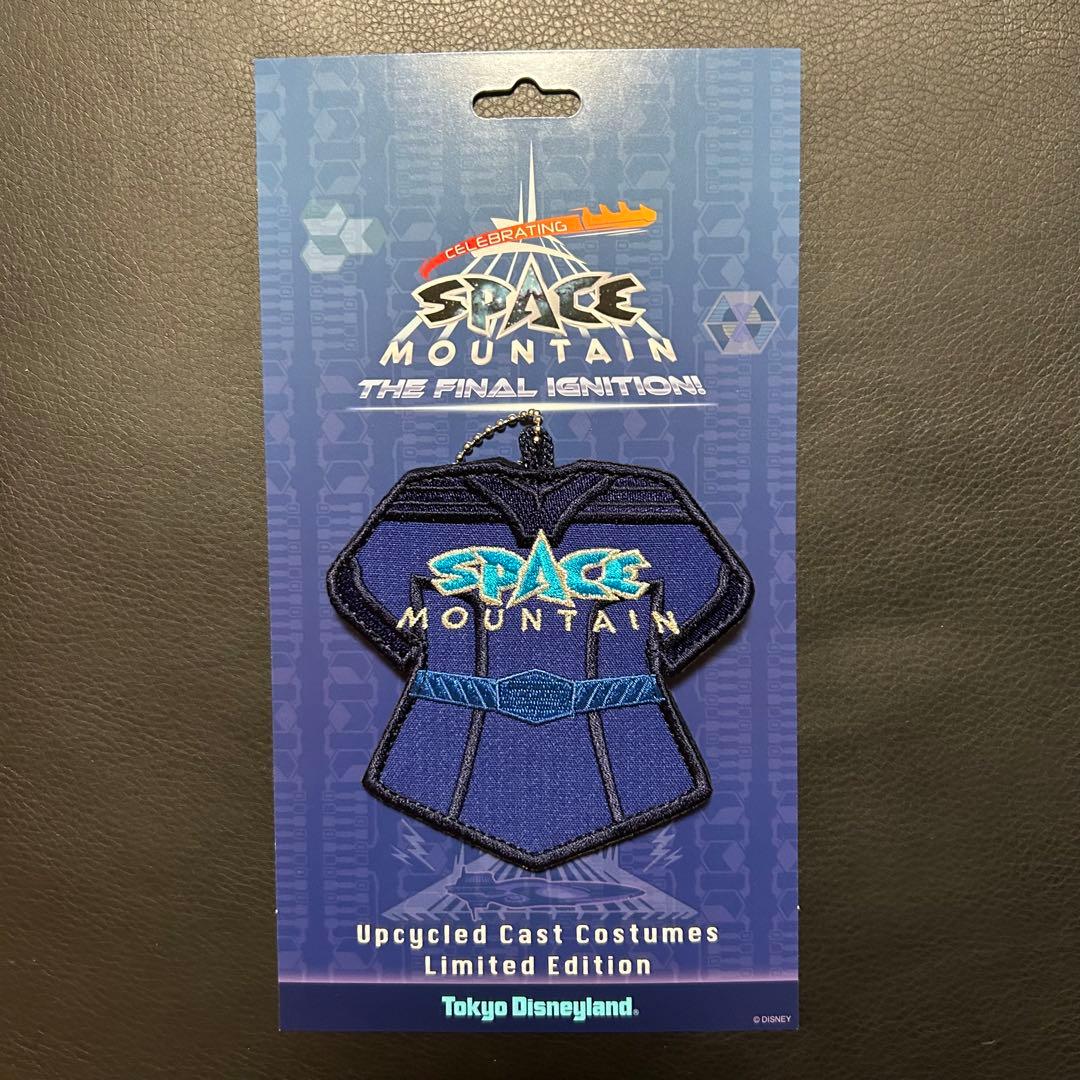 CELEBRATING
SPACE
MOUNTAIN
THE FINAL IGNITION!
SPACE
MOUNTAIN
Upcycled Cast Costumes
Limited Edition
Tokyo Disneyland®
© DISNEY